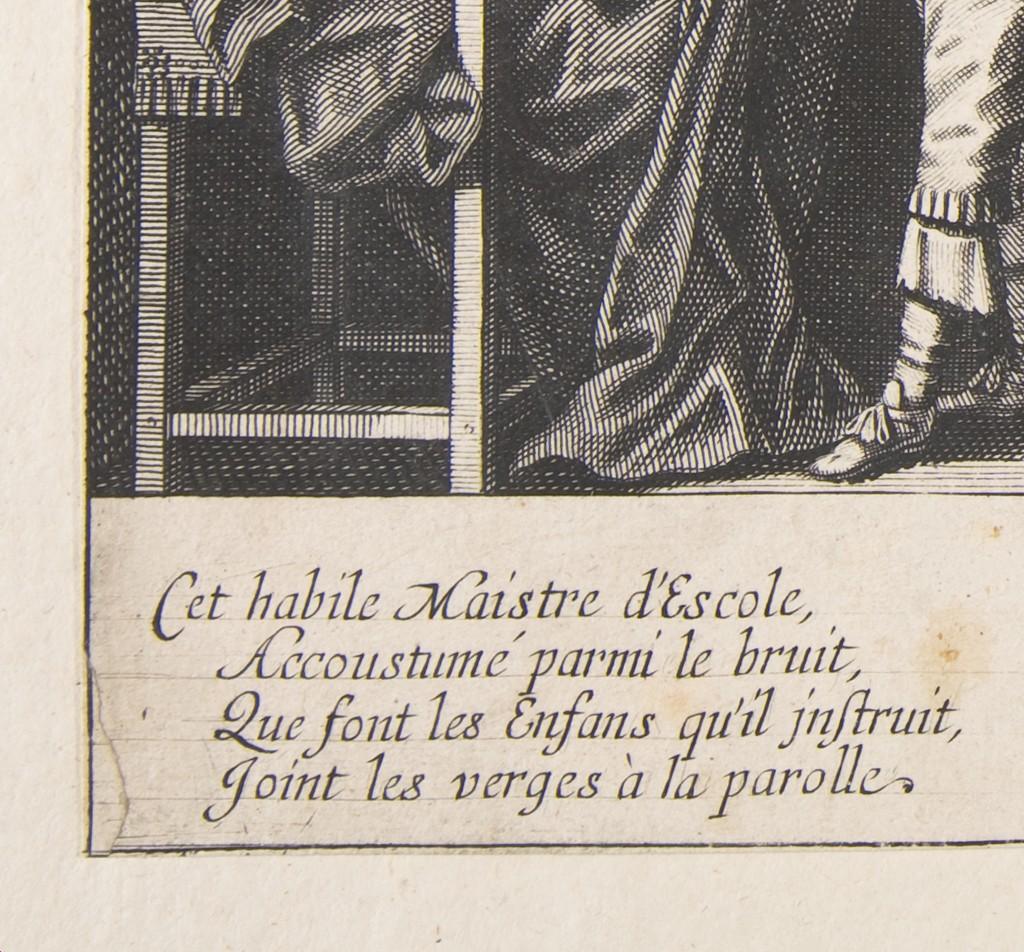 Cet habile Maistre d'Escole,
Accoustumé parmi le bruit,
Que font les Enfans qu'il jnſtruit,
Joint les verges à la parolle